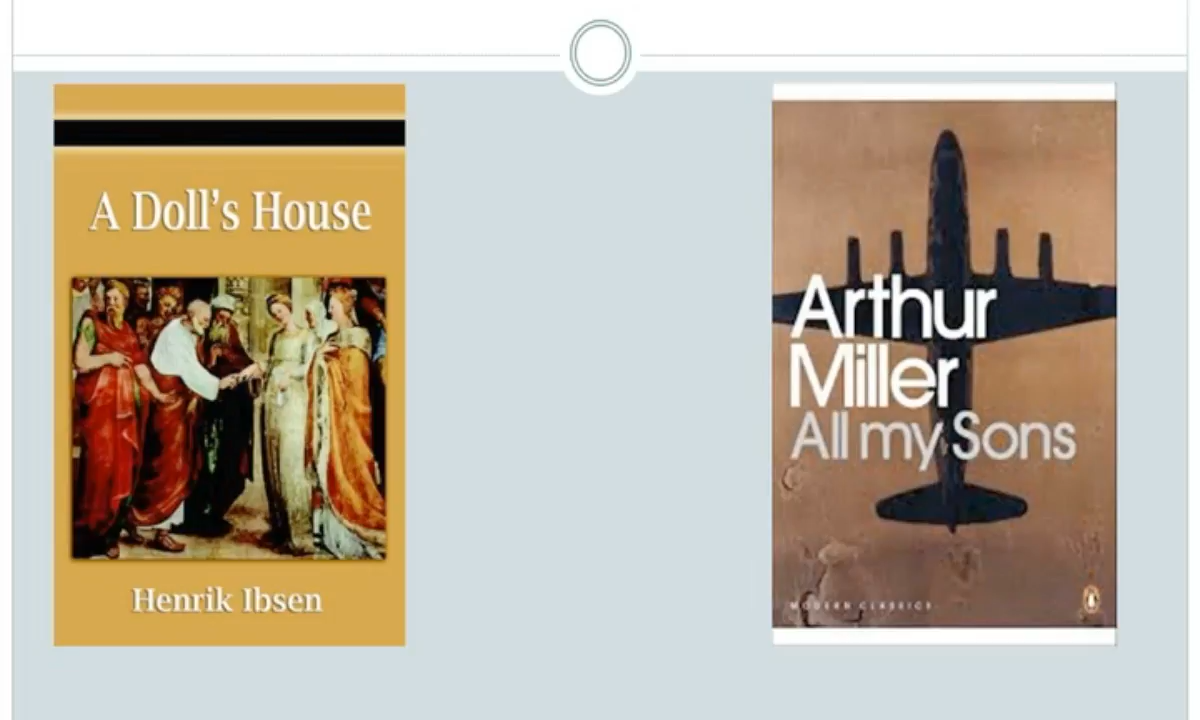 A Doll's House
Henrik Ibsen
Arthur
Miller
All my Sons
MODERN CLASSICS